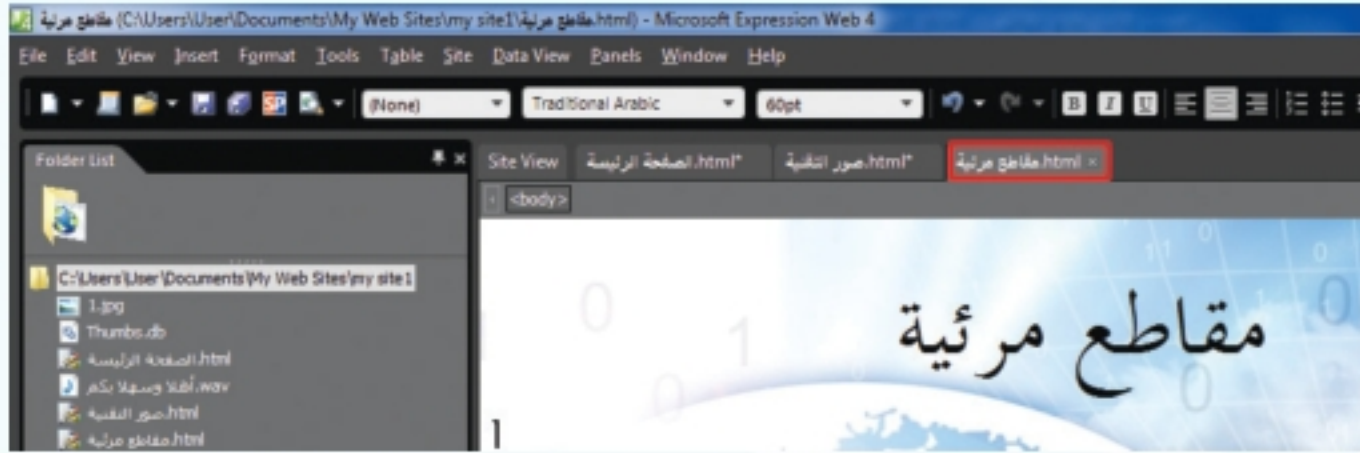 مقاطع مرئية (C:\Users\User\Documents\My Web Sites\my site1\مقاطع مرئية.html) - Microsoft Expression Web 4
File Edit View Insert Format Tools Table Site Data View Panels Window Help
(None) Traditional Arabic 60pt B I U
Folder List
Site View الصفحة الرئيسة.html* صور التقنية.html* مقاطع مرئية.html ×
<body>
C:\Users\User\Documents\My Web Sites\my site1
1.jpg
Thumbs.db
الصفحة الرئيسة.html
أهلا وسهلا بكم.wav
صور التقنية.html
مقاطع مرئية.html
مقاطع مرئية